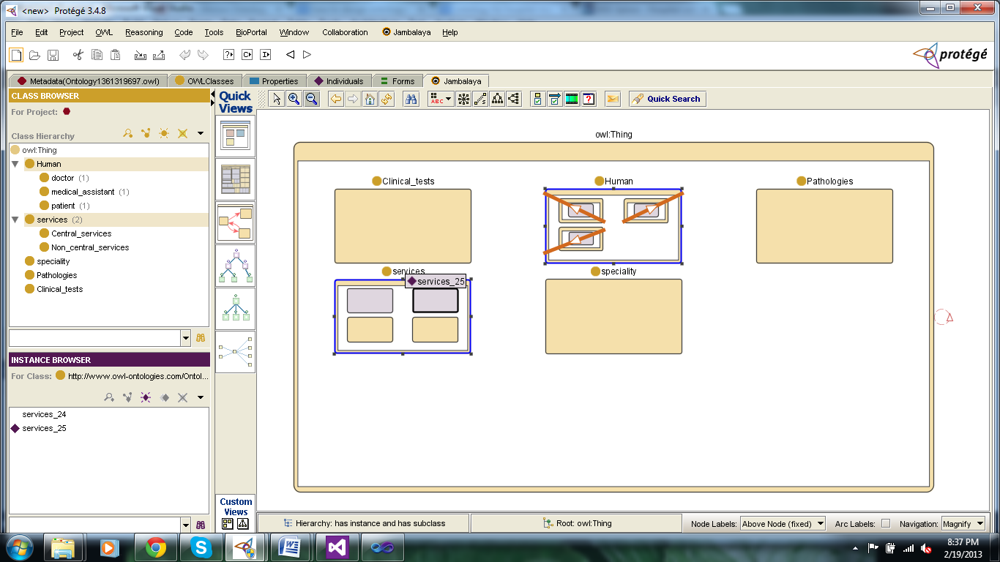 <new> Protégé 3.4.8
File Edit Project OWL Reasoning Code Tools BioPortal Window Collaboration Jambalaya Help
protégé
Metadata(Ontology1361319697.owl) OWLClasses Properties Individuals Forms Jambalaya
CLASS BROWSER
For Project:
Class Hierarchy
owl:Thing
Human
doctor (1)
medical_assistant (1)
patient (1)
services (2)
Central_services
Non_central_services
speciality
Pathologies
Clinical_tests
INSTANCE BROWSER
For Class: http://www.owl-ontologies.com/Ontol...
services_24
services_25
Quick Views
Custom Views
ABC
Quick Search
owl:Thing
Clinical_tests Human Pathologies
services speciality
services_25
Hierarchy: has instance and has subclass Root: owl:Thing Node Labels: Above Node (fixed) Arc Labels: Navigation: Magnify
8:37 PM
2/19/2013